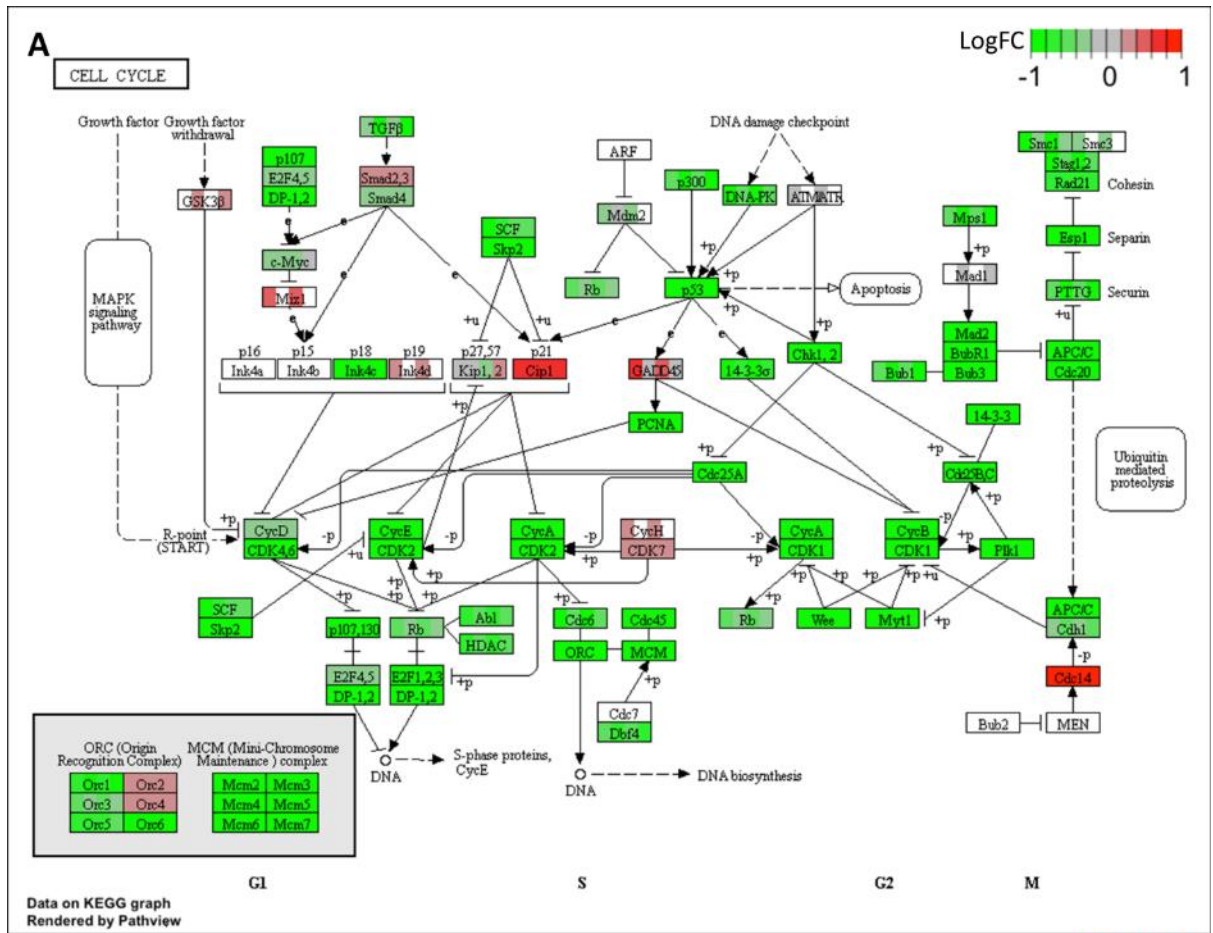 A
LogFC
-1 0 1
CELL CYCLE
Growth factor
Growth factor
withdrawal
TGFβ
DNA damage checkpoint
ARF
Smc1 Smc3
Stag1,2
Rad21
Cohesin
p107
E2F4,5
DP-1,2
Smad2,3
Smad4
GSK3β
p300
DNA-PK
ATM/ATR
Mdm2
Mps1
+p
Esp1
Separin
SCF
Skp2
e
e
c-Myc
Mad1
Rb
p53
+p
+p
Apoptosis
PTTG
Securin
MAPK
signaling
pathway
Miz1
e
e
+u
+u
e
e
e
+p
+p
+u
Mad2
BubR1
Bub3
Bub1
APC/C
Cdc20
Chk1, 2
p16
Ink4a
p15
Ink4b
p18
Ink4c
p19
Ink4d
p27,57
Kip1, 2
p21
Cip1
GADD45
14-3-3σ
+p
PCNA
14-3-3
Ubiquitin
mediated
proteolysis
+p
Cdc25A
+p
Cdc25B,C
+p
R-point
(START)
+p
CycD
CDK4,6
-p
CycE
CDK2
-p
CycA
CDK2
-p
+p
CycH
CDK7
-p
+p
CycA
CDK1
CycB
CDK1
-p
+p
Plk1
+u
+p
+p
+p
+p
+p
+p
+p
+p
+u
SCF
Skp2
p107,130
Rb
Abl
HDAC
Cdc6
Cdc45
ORC
MCM
Rb
Wee
Myt1
+p
APC/C
Cdh1
-p
E2F4,5
DP-1,2
E2F1,2,3
DP-1,2
+p
+p
Cdc7
Dbf4
Cdc14
Bub2
MEN
DNA
S-phase proteins,
CycE
DNA
DNA biosynthesis
ORC (Origin
Recognition Complex)
MCM (Mini-Chromosome
Maintenance ) complex
Orc1 Orc2
Orc3 Orc4
Orc5 Orc6
Mcm2 Mcm3
Mcm4 Mcm5
Mcm6 Mcm7
G1 S G2 M
Data on KEGG graph
Rendered by Pathview